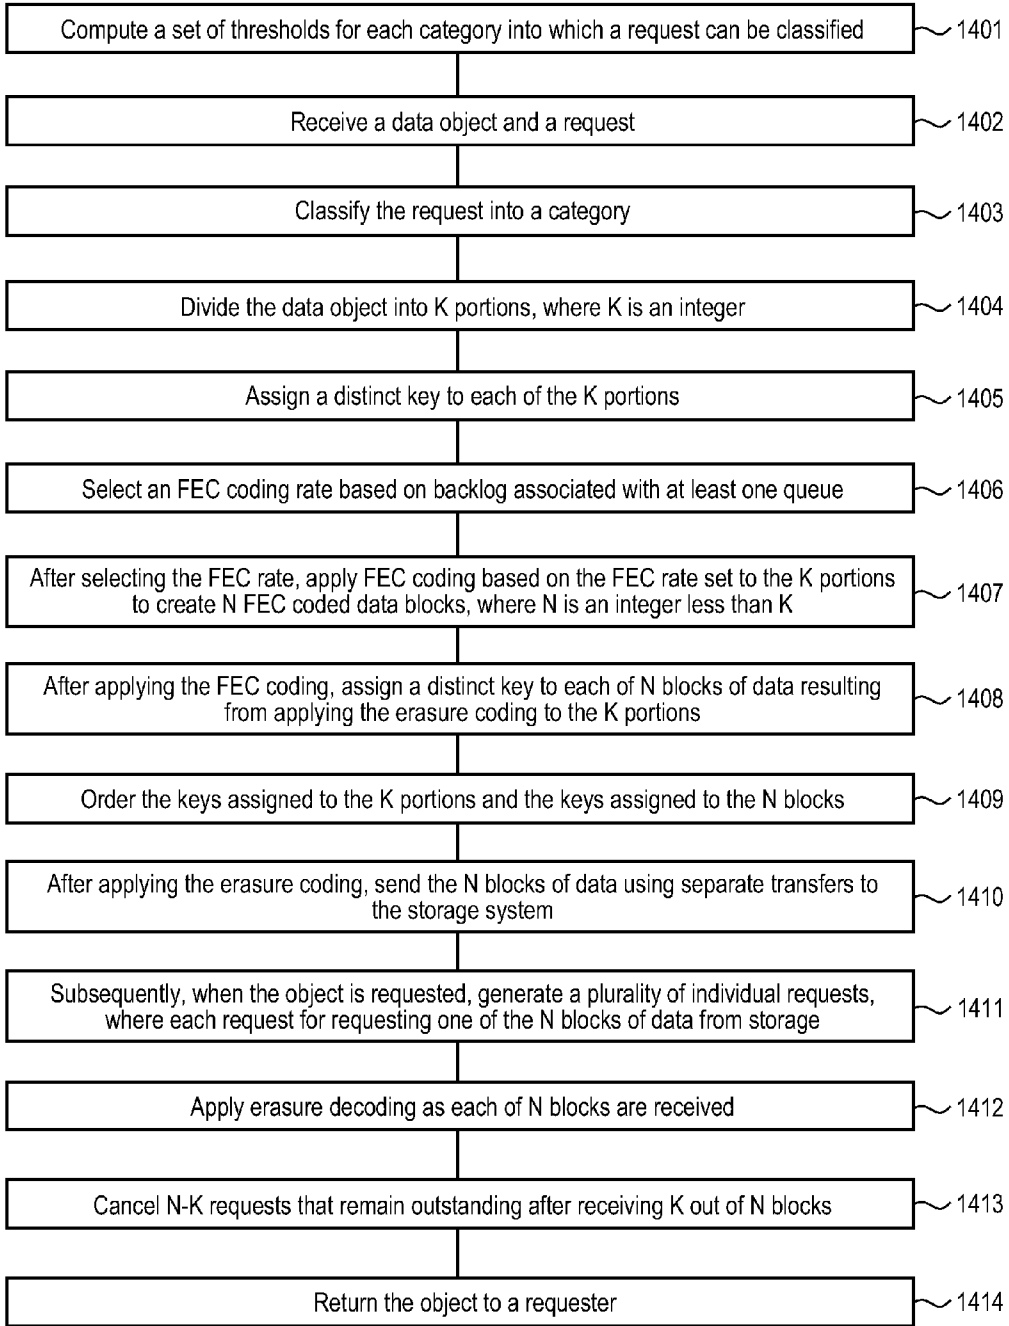 Compute a set of thresholds for each category into which a request can be classified
1401
Receive a data object and a request
1402
Classify the request into a category
1403
Divide the data object into K portions, where K is an integer
1404
Assign a distinct key to each of the K portions
1405
Select an FEC coding rate based on backlog associated with at least one queue
1406
After selecting the FEC rate, apply FEC coding based on the FEC rate set to the K portions
to create N FEC coded data blocks, where N is an integer less than K
1407
After applying the FEC coding, assign a distinct key to each of N blocks of data resulting
from applying the erasure coding to the K portions
1408
Order the keys assigned to the K portions and the keys assigned to the N blocks
1409
After applying the erasure coding, send the N blocks of data using separate transfers to
the storage system
1410
Subsequently, when the object is requested, generate a plurality of individual requests,
where each request for requesting one of the N blocks of data from storage
1411
Apply erasure decoding as each of N blocks are received
1412
Cancel N-K requests that remain outstanding after receiving K out of N blocks
1413
Return the object to a requester
1414